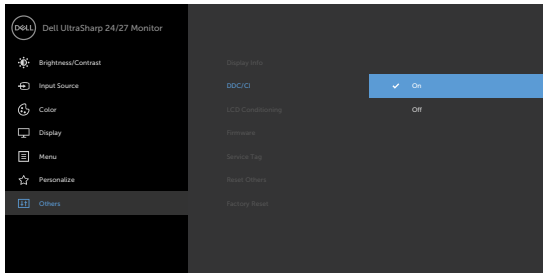 DELL
Dell UltraSharp 24/27 Monitor
Brightness/Contrast
Display Info
Input Source
DDC/CI
On
Color
LCD Conditioning
Off
Display
Firmware
Menu
Service Tag
Personalize
Reset Others
Others
Factory Reset